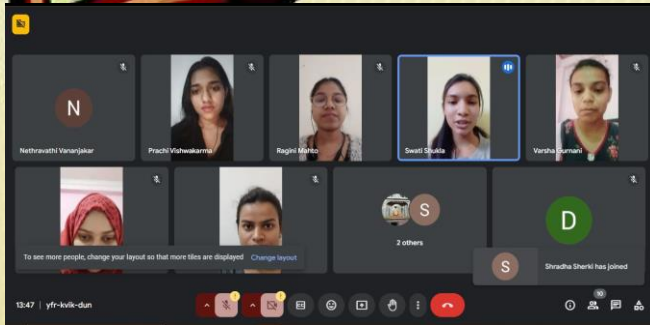 N
Nethravathi Vananjakar
Prachi Vishwakarma
Ragini Mahto
Swati Shukla
Varsha Gurnani
S
2 others
D
To see more people, change your layout so that more tiles are displayed Change layout
S
Shradha Sherki has joined
13:47 | yfr-kvik-dun
10